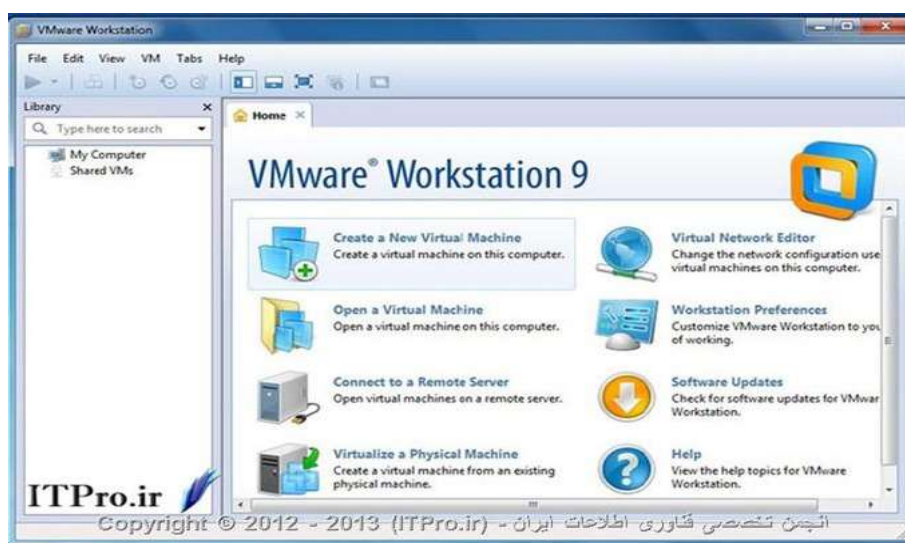 VMware Workstation
File Edit View VM Tabs Help
Library
Type here to search
My Computer
Shared VMs
Home
VMware® Workstation 9
Create a New Virtual Machine
Create a virtual machine on this computer.
Open a Virtual Machine
Open a virtual machine on this computer.
Connect to a Remote Server
Open virtual machines on a remote server.
Virtualize a Physical Machine
Create a virtual machine from an existing
physical machine.
Virtual Network Editor
Change the network configuration use
virtual machines on this computer.
Workstation Preferences
Customize VMware Workstation to you
of working.
Software Updates
Check for software updates for VMwar
Workstation.
Help
View the help topics for VMware
Workstation.
ITPro.ir
Copyright © 2012 - 2013 (ITPro.ir) - انجمن تخصصی فناوری اطلاعات ایران